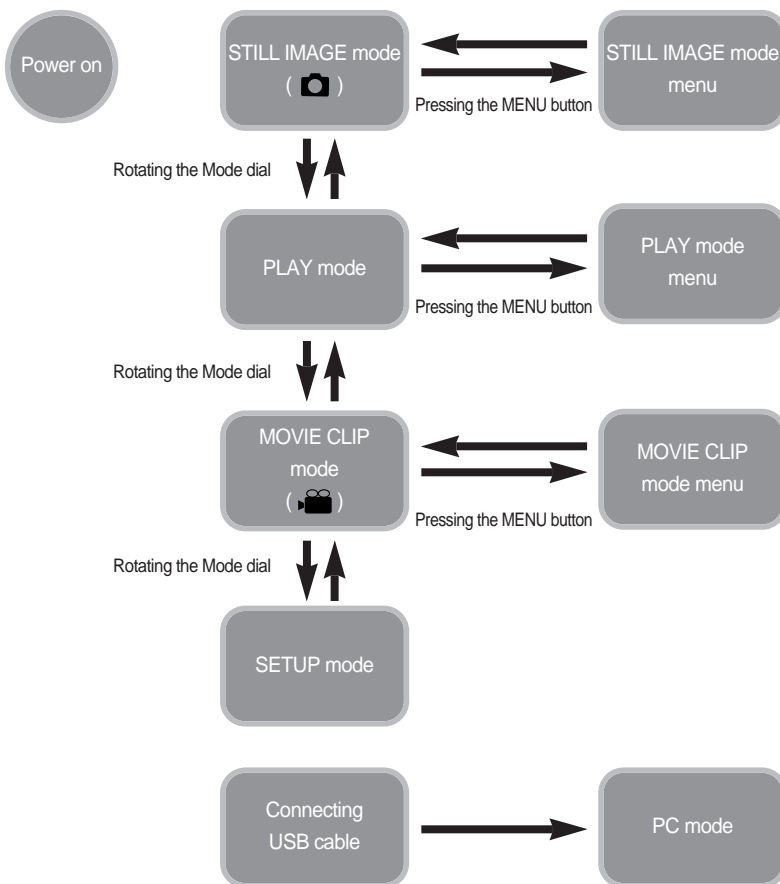 Power on
STILL IMAGE mode
( )
STILL IMAGE mode
menu
Pressing the MENU button
Rotating the Mode dial
PLAY mode
PLAY mode
menu
Pressing the MENU button
Rotating the Mode dial
MOVIE CLIP
mode
( )
MOVIE CLIP
mode menu
Pressing the MENU button
Rotating the Mode dial
SETUP mode
Connecting
USB cable
PC mode